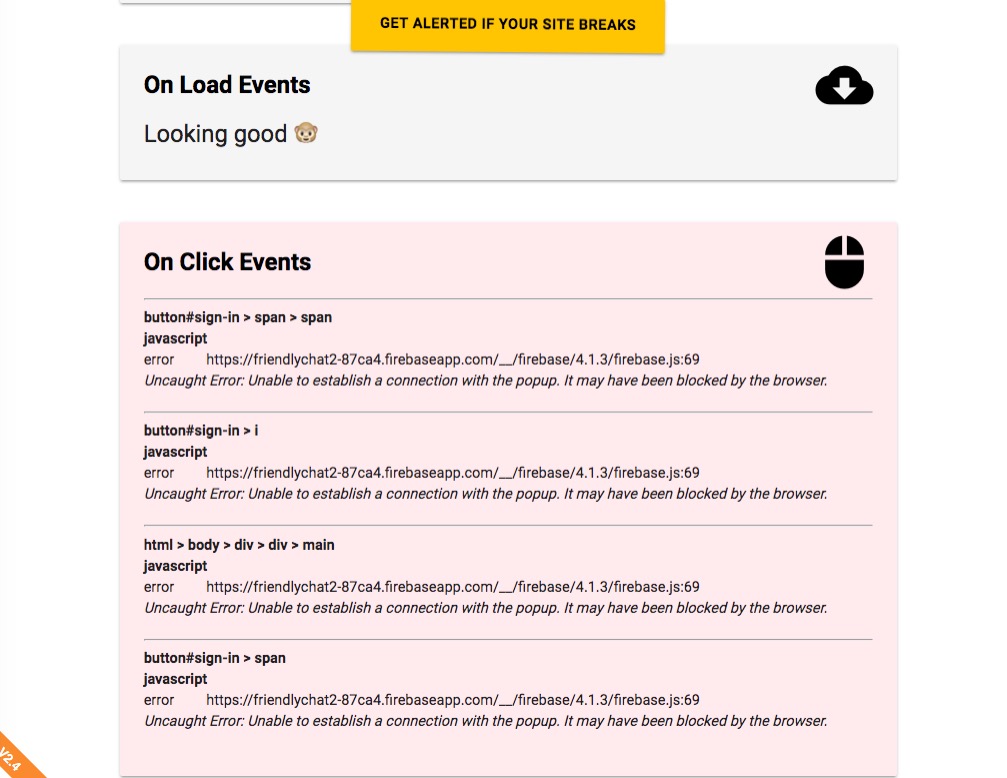 GET ALERTED IF YOUR SITE BREAKS
On Load Events
Looking good 🐵
On Click Events
button#sign-in > span > span
javascript
error https://friendlychat2-87ca4.firebaseapp.com/__/firebase/4.1.3/firebase.js:69
Uncaught Error: Unable to establish a connection with the popup. It may have been blocked by the browser.
button#sign-in > i
javascript
error https://friendlychat2-87ca4.firebaseapp.com/__/firebase/4.1.3/firebase.js:69
Uncaught Error: Unable to establish a connection with the popup. It may have been blocked by the browser.
html > body > div > div > main
javascript
error https://friendlychat2-87ca4.firebaseapp.com/__/firebase/4.1.3/firebase.js:69
Uncaught Error: Unable to establish a connection with the popup. It may have been blocked by the browser.
button#sign-in > span
javascript
error https://friendlychat2-87ca4.firebaseapp.com/__/firebase/4.1.3/firebase.js:69
Uncaught Error: Unable to establish a connection with the popup. It may have been blocked by the browser.
V2.4